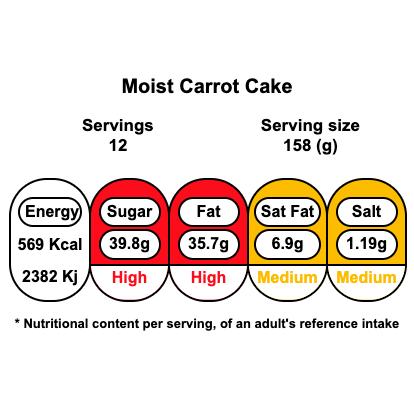 Moist Carrot Cake
Servings
12
Serving size
158 (g)
Energy Sugar Fat Sat Fat Salt
569 Kcal 39.8g 35.7g 6.9g 1.19g
2382 Kj High High Medium Medium
* Nutritional content per serving, of an adult's reference intake